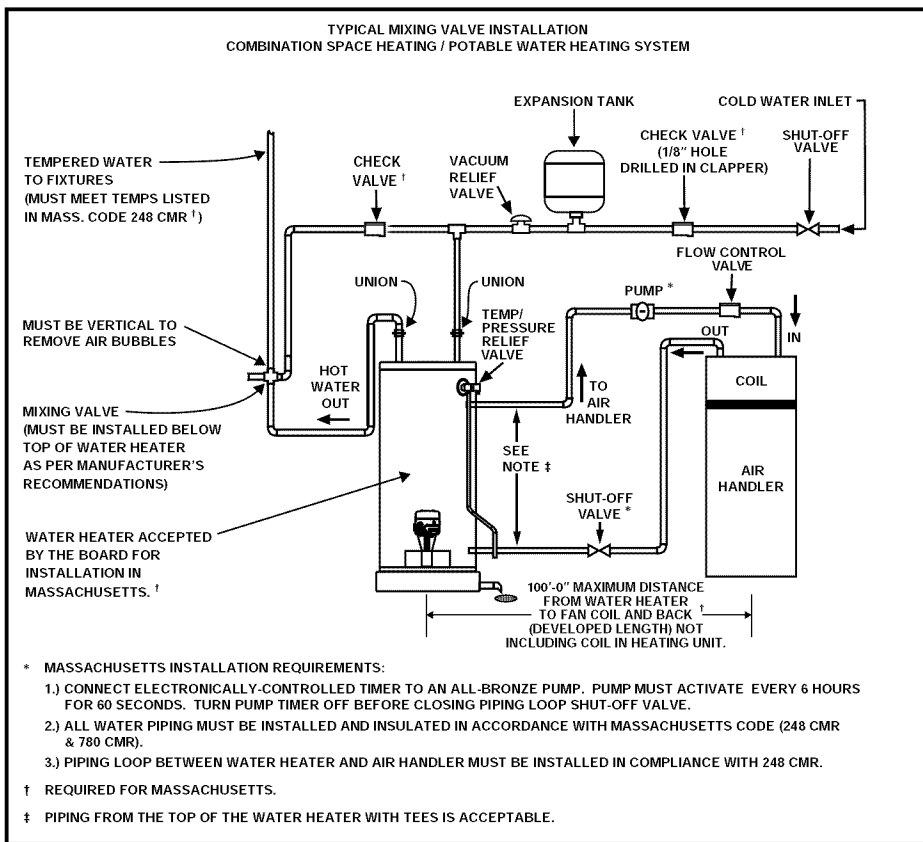 TYPICAL MIXING VALVE INSTALLATION
COMBINATION SPACE HEATING / POTABLE WATER HEATING SYSTEM
EXPANSION TANK
COLD WATER INLET
TEMPERED WATER
TO FIXTURES
(MUST MEET TEMPS LISTED
IN MASS. CODE 248 CMR †)
CHECK
VALVE †
VACUUM
RELIEF
VALVE
CHECK VALVE †
(1/8" HOLE
DRILLED IN CLAPPER)
SHUT-OFF
VALVE
FLOW CONTROL
VALVE
UNION
UNION
PUMP *
TEMP/
PRESSURE
RELIEF
VALVE
OUT
IN
MUST BE VERTICAL TO
REMOVE AIR BUBBLES
HOT
WATER
OUT
TO
AIR
HANDLER
COIL
MIXING VALVE
(MUST BE INSTALLED BELOW
TOP OF WATER HEATER
AS PER MANUFACTURER'S
RECOMMENDATIONS)
SEE
NOTE ‡
AIR
HANDLER
SHUT-OFF
VALVE *
WATER HEATER ACCEPTED
BY THE BOARD FOR
INSTALLATION IN
MASSACHUSETTS. †
100'-0" MAXIMUM DISTANCE
FROM WATER HEATER
TO FAN COIL AND BACK †
(DEVELOPED LENGTH) NOT
INCLUDING COIL IN HEATING UNIT.
* MASSACHUSETTS INSTALLATION REQUIREMENTS:
1.) CONNECT ELECTRONICALLY-CONTROLLED TIMER TO AN ALL-BRONZE PUMP. PUMP MUST ACTIVATE EVERY 6 HOURS
FOR 60 SECONDS. TURN PUMP TIMER OFF BEFORE CLOSING PIPING LOOP SHUT-OFF VALVE.
2.) ALL WATER PIPING MUST BE INSTALLED AND INSULATED IN ACCORDANCE WITH MASSACHUSETTS CODE (248 CMR
& 780 CMR).
3.) PIPING LOOP BETWEEN WATER HEATER AND AIR HANDLER MUST BE INSTALLED IN COMPLIANCE WITH 248 CMR.
† REQUIRED FOR MASSACHUSETTS.
‡ PIPING FROM THE TOP OF THE WATER HEATER WITH TEES IS ACCEPTABLE.